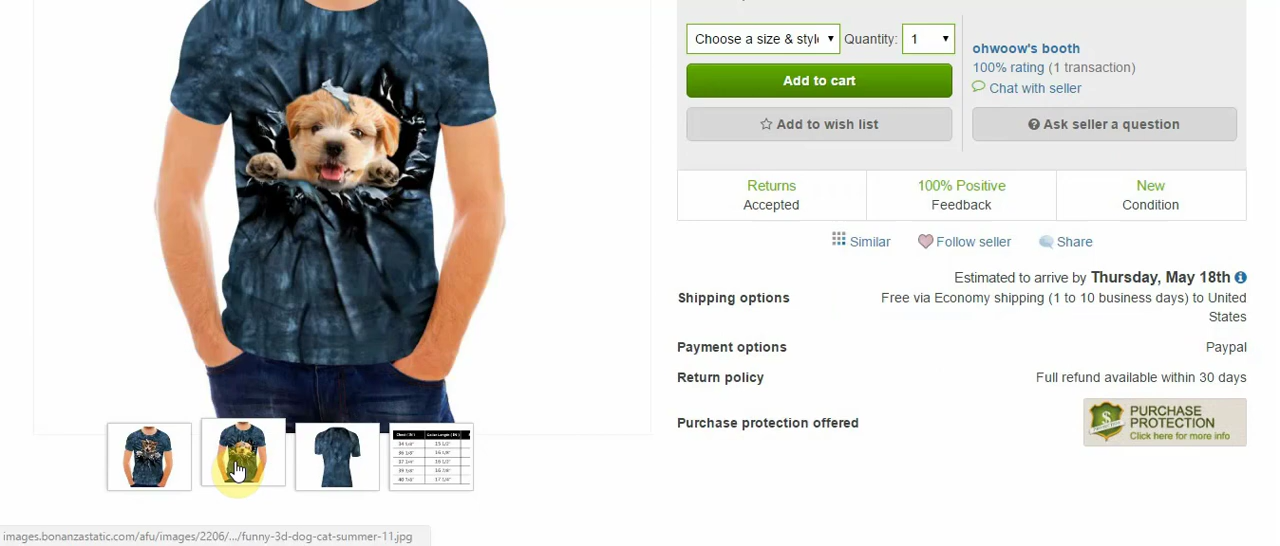 Choose a size & style
Quantity:
1
Add to cart
Add to wish list
ohwoow's booth
100% rating (1 transaction)
Chat with seller
Ask seller a question
Returns
Accepted
100% Positive
Feedback
New
Condition
Similar
Follow seller
Share
Estimated to arrive by Thursday, May 18th
Shipping options
Free via Economy shipping (1 to 10 business days) to United
States
Payment options
Paypal
Return policy
Full refund available within 30 days
Purchase protection offered
PURCHASE
PROTECTION
Click here for more info
images.bonanzastatic.com/afu/images/2206/.../funny-3d-dog-cat-summer-11.jpg